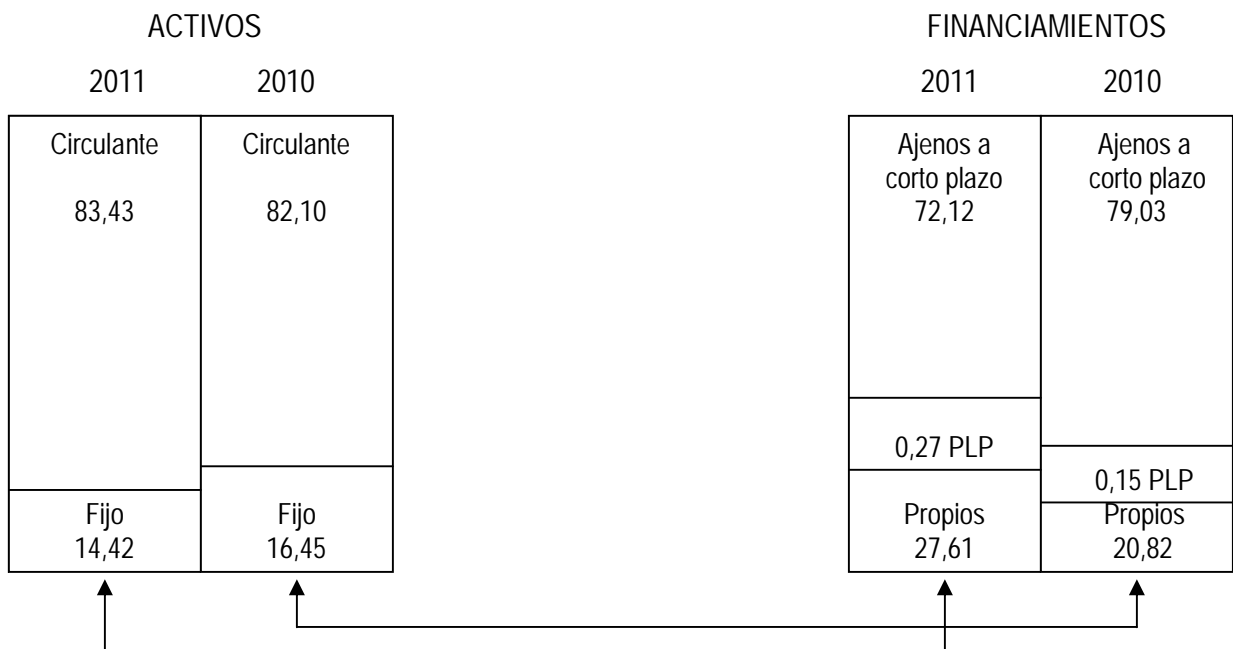 ACTIVOS
2011 2010
Circulante Circulante
83,43 82,10
Fijo Fijo
14,42 16,45
FINANCIAMIENTOS
2011 2010
Ajenos a Ajenos a
corto plazo corto plazo
72,12 79,03
0,27 PLP
0,15 PLP
Propios Propios
27,61 20,82